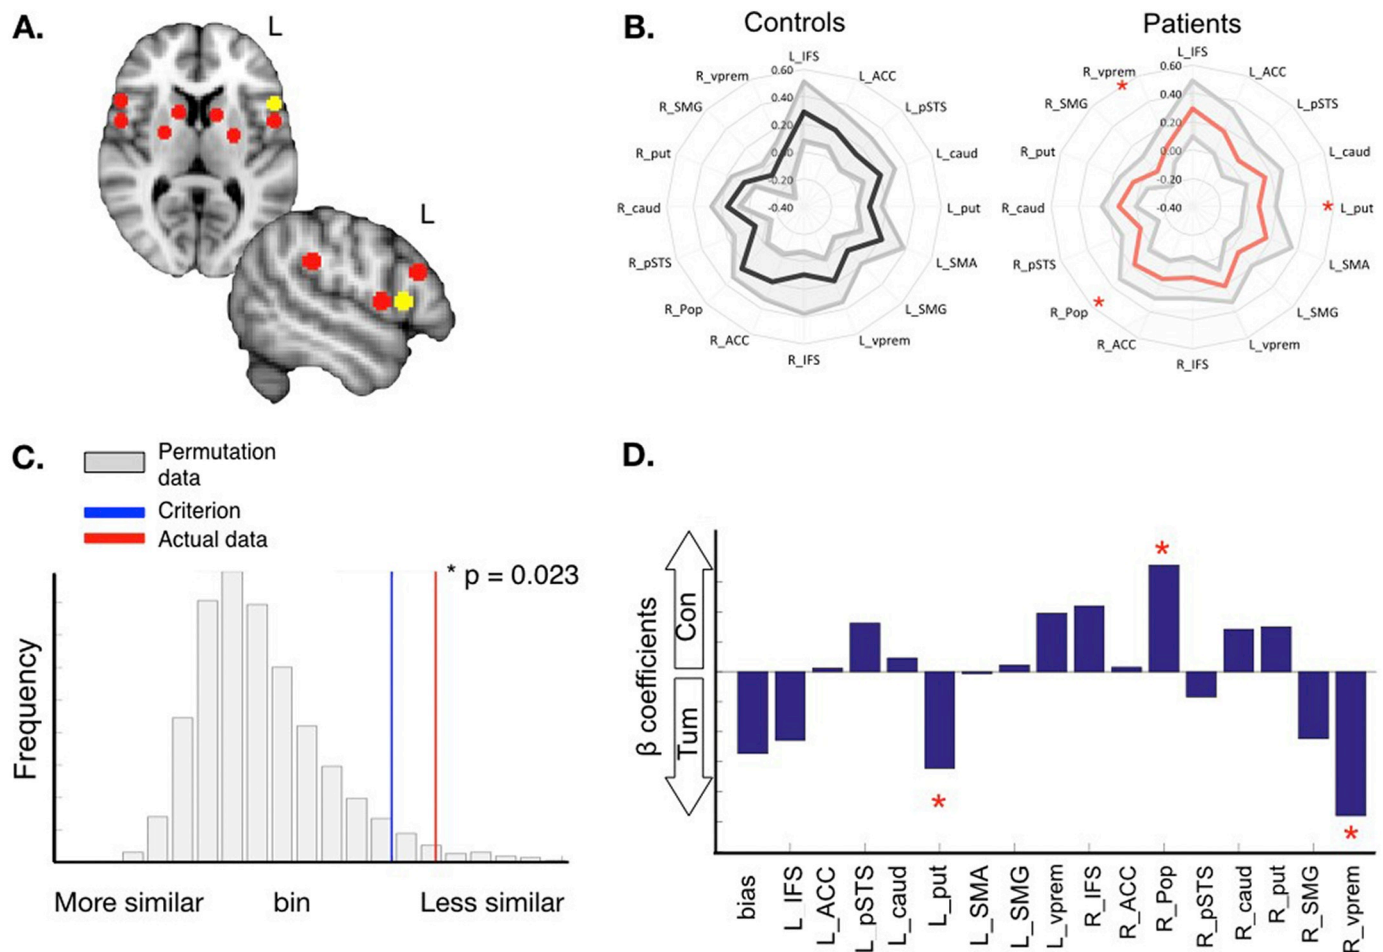 A.
L
L
B.
Controls
L_IFS
L_ACC
L_pSTS
L_caud
L_put
L_SMA
L_SMG
L_vprem
R_IFS
R_ACC
R_Pop
R_pSTS
R_caud
R_put
R_SMG
R_vprem
0.60
0.40
0.20
0.00
-0.20
-0.40
Patients
L_IFS
L_ACC
L_pSTS
L_caud
* L_put
L_SMA
L_SMG
L_vprem
R_IFS
R_ACC
R_Pop *
R_pSTS
R_caud
R_put
R_SMG
R_vprem *
0.60
0.40
0.20
0.00
-0.20
-0.40
C.
Permutation
data
Criterion
Actual data
* p = 0.023
Frequency
More similar bin Less similar
D.
β coefficients
Con
Tum
*
*
*
bias
L_IFS
L_ACC
L_pSTS
L_caud
L_put
L_SMA
L_SMG
L_vprem
R_IFS
R_ACC
R_Pop
R_pSTS
R_caud
R_put
R_SMG
R_vprem